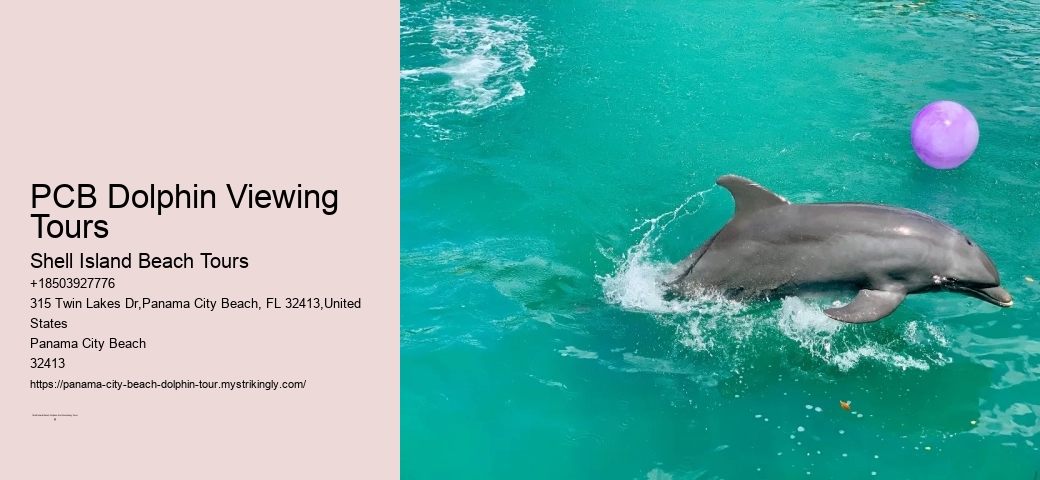 PCB Dolphin Viewing
Tours
Shell Island Beach Tours
+18503927776
315 Twin Lakes Dr,Panama City Beach, FL 32413,United
States
Panama City Beach
32413
https://panama-city-beach-dolphin-tour.mystrikingly.com/